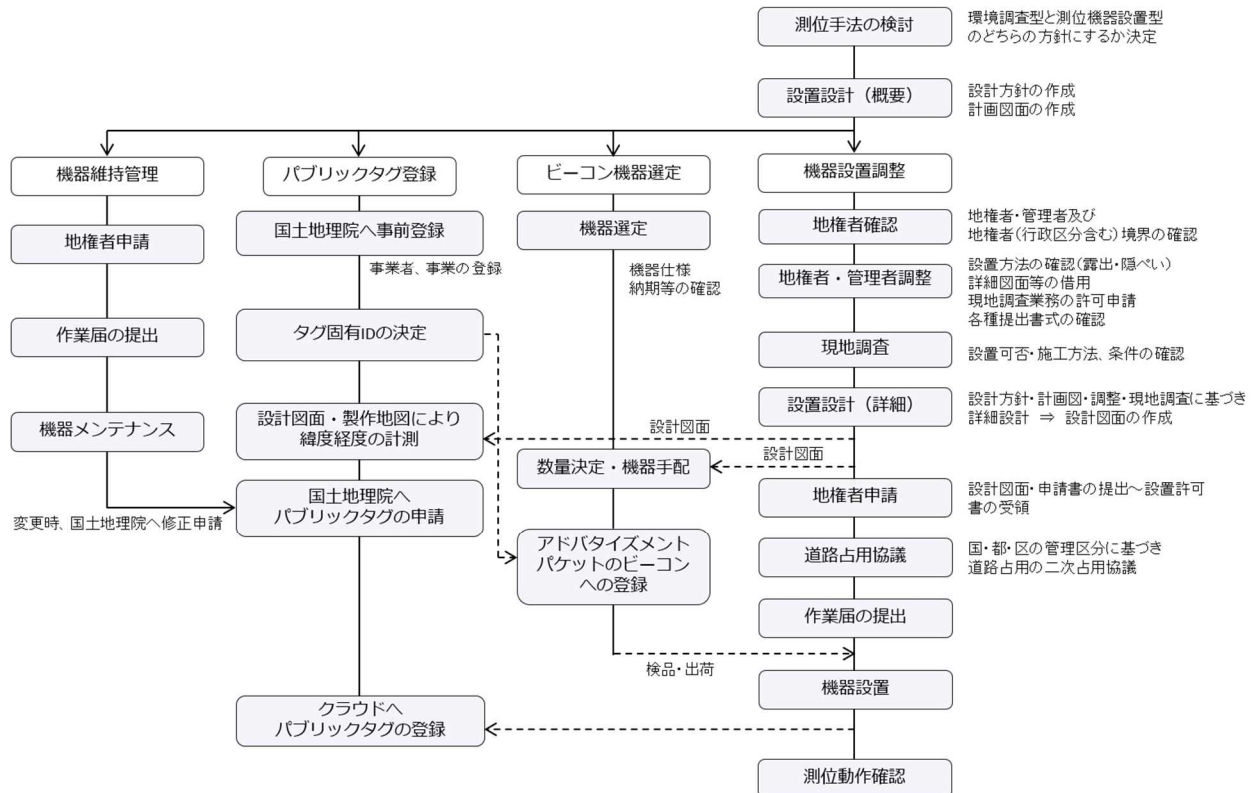 測位手法の検討
環境調査型と測位機器設置型
のどちらの方針にするか決定
設置設計（概要）
設計方針の作成
計画図面の作成
機器維持管理
地権者申請
作業届の提出
機器メンテナンス
変更時、国土地理院へ修正申請
パブリックタグ登録
国土地理院へ事前登録
事業者、事業の登録
タグ固有IDの決定
設計図面・製作地図により
緯度経度の計測
国土地理院へ
パブリックタグの申請
クラウドへ
パブリックタグの登録
ビーコン機器選定
機器選定
機器仕様
納期等の確認
数量決定・機器手配
アドバタイズメント
パケットのビーコン
への登録
検品・出荷
機器設置調整
地権者確認
地権者・管理者及び
地権者（行政区分含む）境界の確認
地権者・管理者調整
設置方法の確認（露出・隠ぺい）
詳細図面等の借用
現地調査業務の許可申請
各種提出書式の確認
現地調査
設置可否・施工方法、条件の確認
設置設計（詳細）
設計方針・計画図・調整・現地調査に基づき
詳細設計 ⇒ 設計図面の作成
設計図面
設計図面
地権者申請
設計図面・申請書の提出～設置許可
書の受領
道路占用協議
国・都・区の管理区分に基づき
道路占用の二次占用協議
作業届の提出
機器設置
測位動作確認